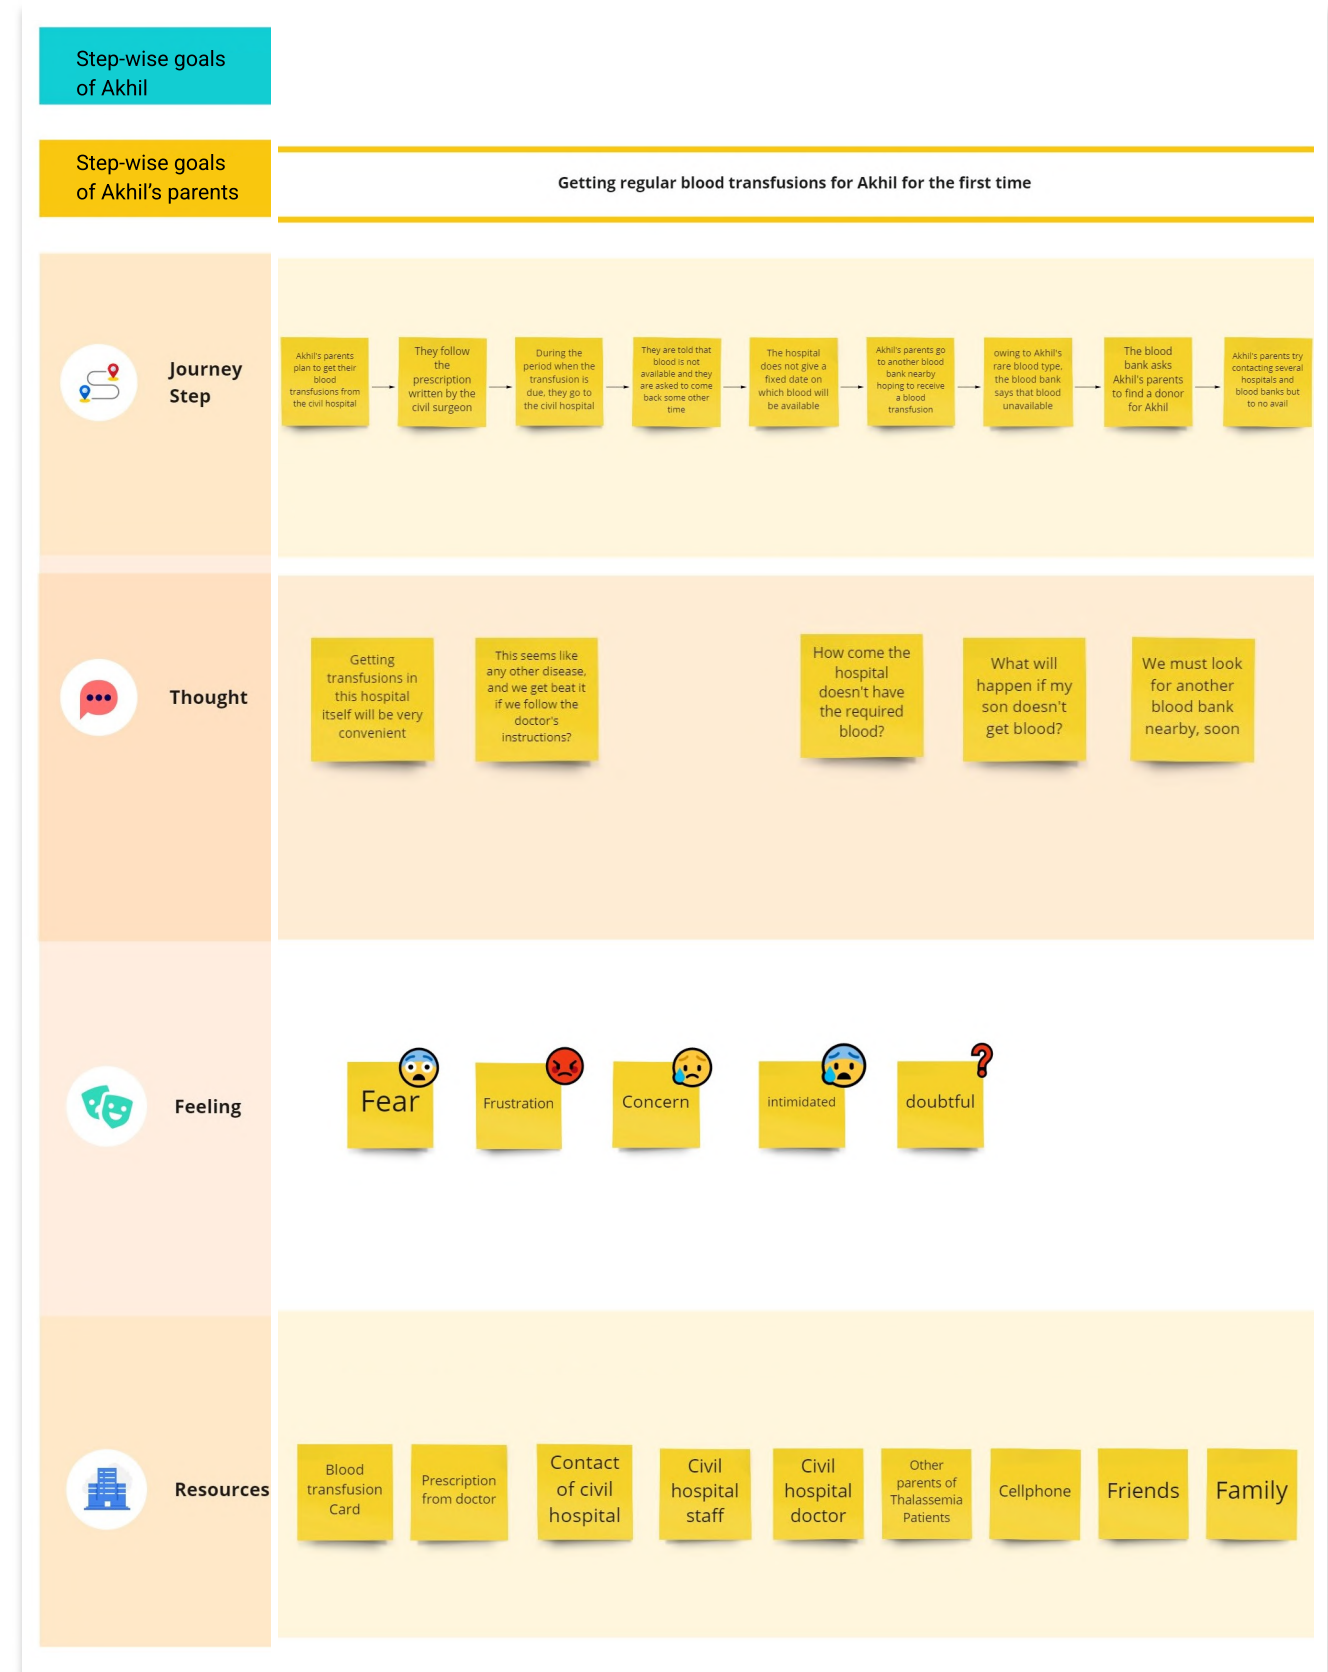 Step-wise goals
of Akhil
Step-wise goals
of Akhil's parents
Getting regular blood transfusions for Akhil for the first time
Journey
Step
Akhil's parents
plan to get their
blood
transfusions from
the civil hospital
They follow
the
prescription
written by the
civil surgeon
During the
period when the
transfusion is
due, they go to
the civil hospital
They are told that
blood is not
available and they
are asked to come
back some other
time
The hospital
does not give a
fixed date on
which blood will
be available
Akhil's parents go
to another blood
bank nearby
hoping to receive
a blood
transfusion
owing to Akhil's
rare blood type,
the blood bank
says that blood
unavailable
The blood
bank asks
Akhil's parents
to find a donor
for Akhil
Akhil's parents try
contacting several
hospitals and
blood banks but
to no avail
Thought
Getting
transfusions in
this hospital
itself will be very
convenient
This seems like
any other disease,
and we get beat it
if we follow the
doctor's
instructions?
How come the
hospital
doesn't have
the required
blood?
What will
happen if my
son doesn't
get blood?
We must look
for another
blood bank
nearby, soon
Feeling
Fear
Frustration
Concern
intimidated
doubtful
Resources
Blood
transfusion
Card
Prescription
from doctor
Contact
of civil
hospital
Civil
hospital
staff
Civil
hospital
doctor
Other
parents of
Thalassemia
Patients
Cellphone
Friends
Family